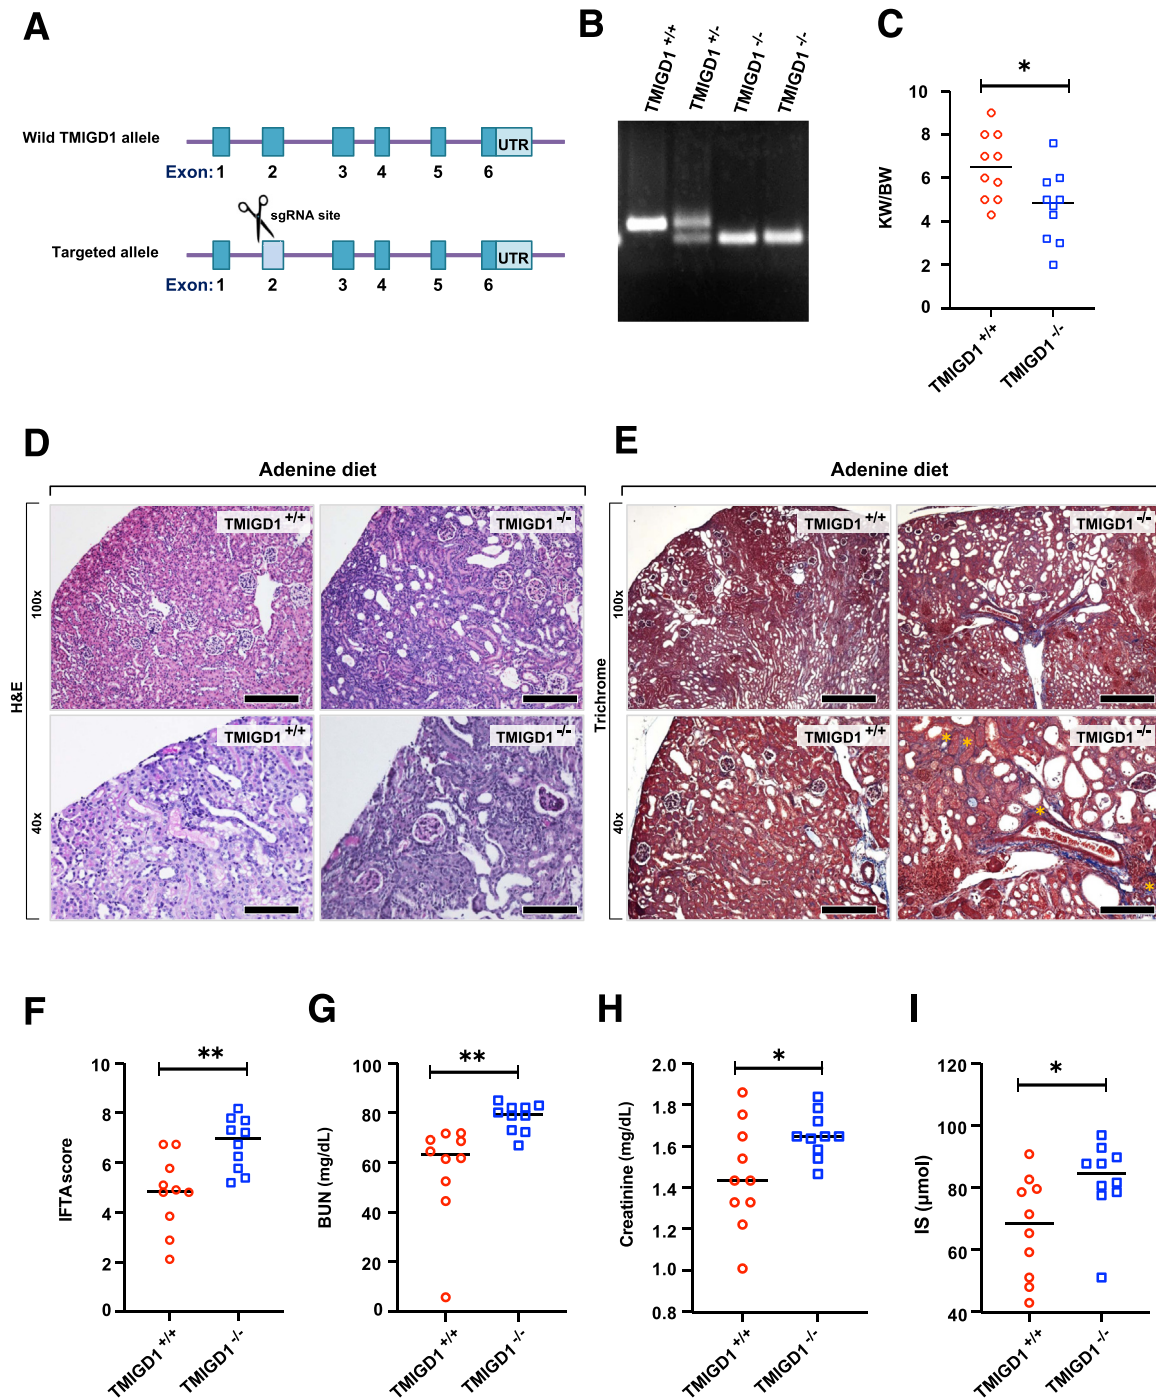 A
Wild TMIGD1 allele
UTR
Exon: 1 2 3 4 5 6
sgRNA site
Targeted allele
UTR
Exon: 1 2 3 4 5 6
B
TMIGD1 +/+
TMIGD1 +/-
TMIGD1 -/-
TMIGD1 -/-
C
*
10
8
6
4
2
0
KW/BW
TMIGD1 +/+
TMIGD1 -/-
D
Adenine diet
H&E
100x
TMIGD1 +/+
TMIGD1 -/-
40x
TMIGD1 +/+
TMIGD1 -/-
E
Adenine diet
Trichrome
100x
TMIGD1 +/+
TMIGD1 -/-
40x
TMIGD1 +/+
TMIGD1 -/-
* * * *
F
**
10
8
6
4
2
0
IFTA score
TMIGD1 +/+
TMIGD1 -/-
G
**
100
80
60
40
20
0
BUN (mg/dL)
TMIGD1 +/+
TMIGD1 -/-
H
*
2.0
1.8
1.6
1.4
1.2
1.0
0.8
Creatinine (mg/dL)
TMIGD1 +/+
TMIGD1 -/-
I
*
120
100
80
60
40
IS (µmol)
TMIGD1 +/+
TMIGD1 -/-